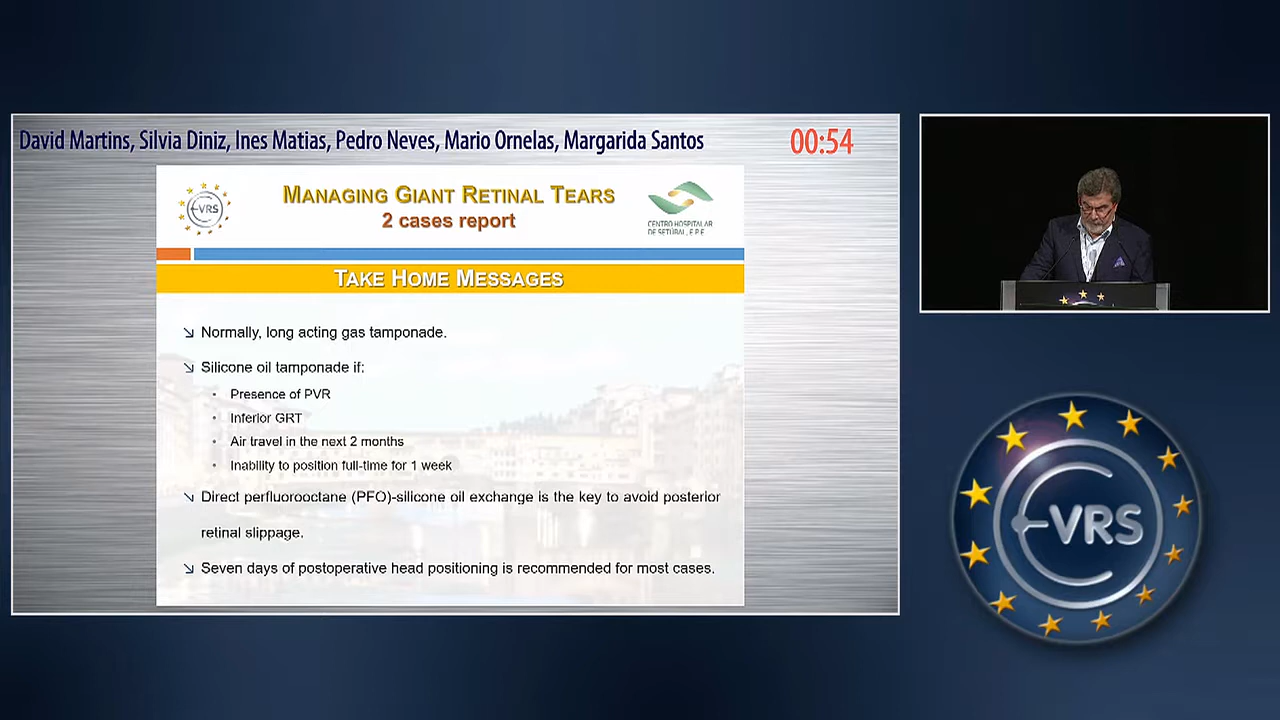 David Martins, Silvia Diniz, Ines Matias, Pedro Neves, Mario Ornelas, Margarida Santos
00:54
E-VRS
MANAGING GIANT RETINAL TEARS
2 cases report
CENTRO HOSPITALAR
DE SETÚBAL, E.P.E.
TAKE HOME MESSAGES
Normally, long acting gas tamponade.
Silicone oil tamponade if:
• Presence of PVR
• Inferior GRT
• Air travel in the next 2 months
• Inability to position full-time for 1 week
Direct perfluorooctane (PFO)-silicone oil exchange is the key to avoid posterior
retinal slippage.
Seven days of postoperative head positioning is recommended for most cases.
E-VRS